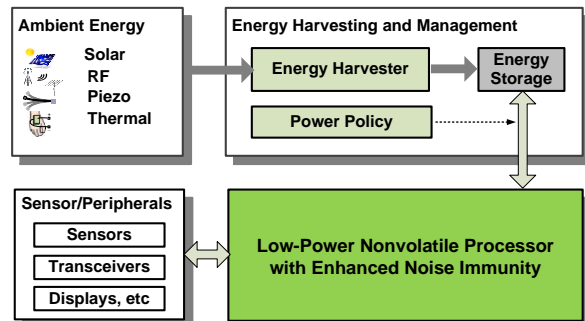 Ambient Energy
Solar
RF
Piezo
Thermal
Energy Harvesting and Management
Energy Harvester
Energy
Storage
Power Policy
Sensor/Peripherals
Sensors
Transceivers
Displays, etc
Low-Power Nonvolatile Processor
with Enhanced Noise Immunity